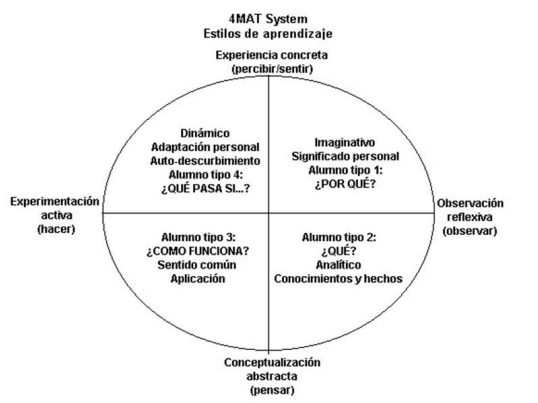 4MAT System
Estilos de aprendizaje
Experiencia concreta
(percibir/sentir)
Dinámico
Adaptación personal
Auto-descurbimiento
Alumno tipo 4:
¿QUÉ PASA SI...?
Imaginativo
Significado personal
Alumno tipo 1:
¿POR QUÉ?
Experimentación
activa
(hacer)
Observación
reflexiva
(observar)
Alumno tipo 3:
¿COMO FUNCIONA?
Sentido común
Aplicación
Alumno tipo 2:
¿QUÉ?
Analítico
Conocimientos y hechos
Conceptualización
abstracta
(pensar)